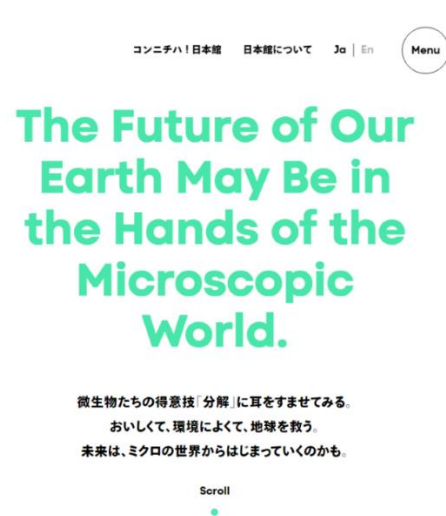 コンニチハ！日本館 日本館について Ja | En Menu
The Future of Our
Earth May Be in
the Hands of the
Microscopic
World.
微生物たちの得意技「分解」に耳をすませてみる。
おいしくて、環境によくて、地球を救う。
未来は、ミクロの世界からはじまっていくのかも。
Scroll